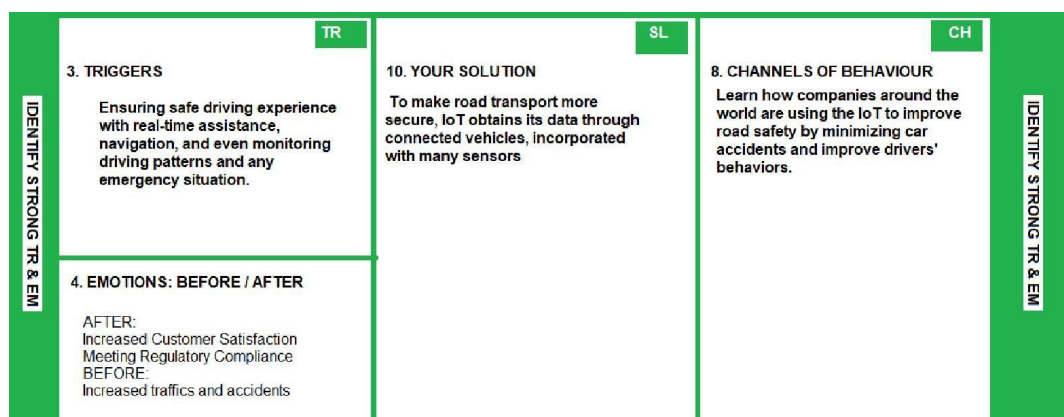 IDENTIFY STRONG TR & EM
TR
3. TRIGGERS
Ensuring safe driving experience
with real-time assistance,
navigation, and even monitoring
driving patterns and any
emergency situation.
4. EMOTIONS: BEFORE / AFTER
AFTER:
Increased Customer Satisfaction
Meeting Regulatory Compliance
BEFORE:
Increased traffics and accidents
SL
10. YOUR SOLUTION
To make road transport more
secure, IoT obtains its data through
connected vehicles, incorporated
with many sensors
CH
8. CHANNELS OF BEHAVIOUR
Learn how companies around the
world are using the IoT to improve
road safety by minimizing car
accidents and improve drivers'
behaviors.
IDENTIFY STRONG TR & EM